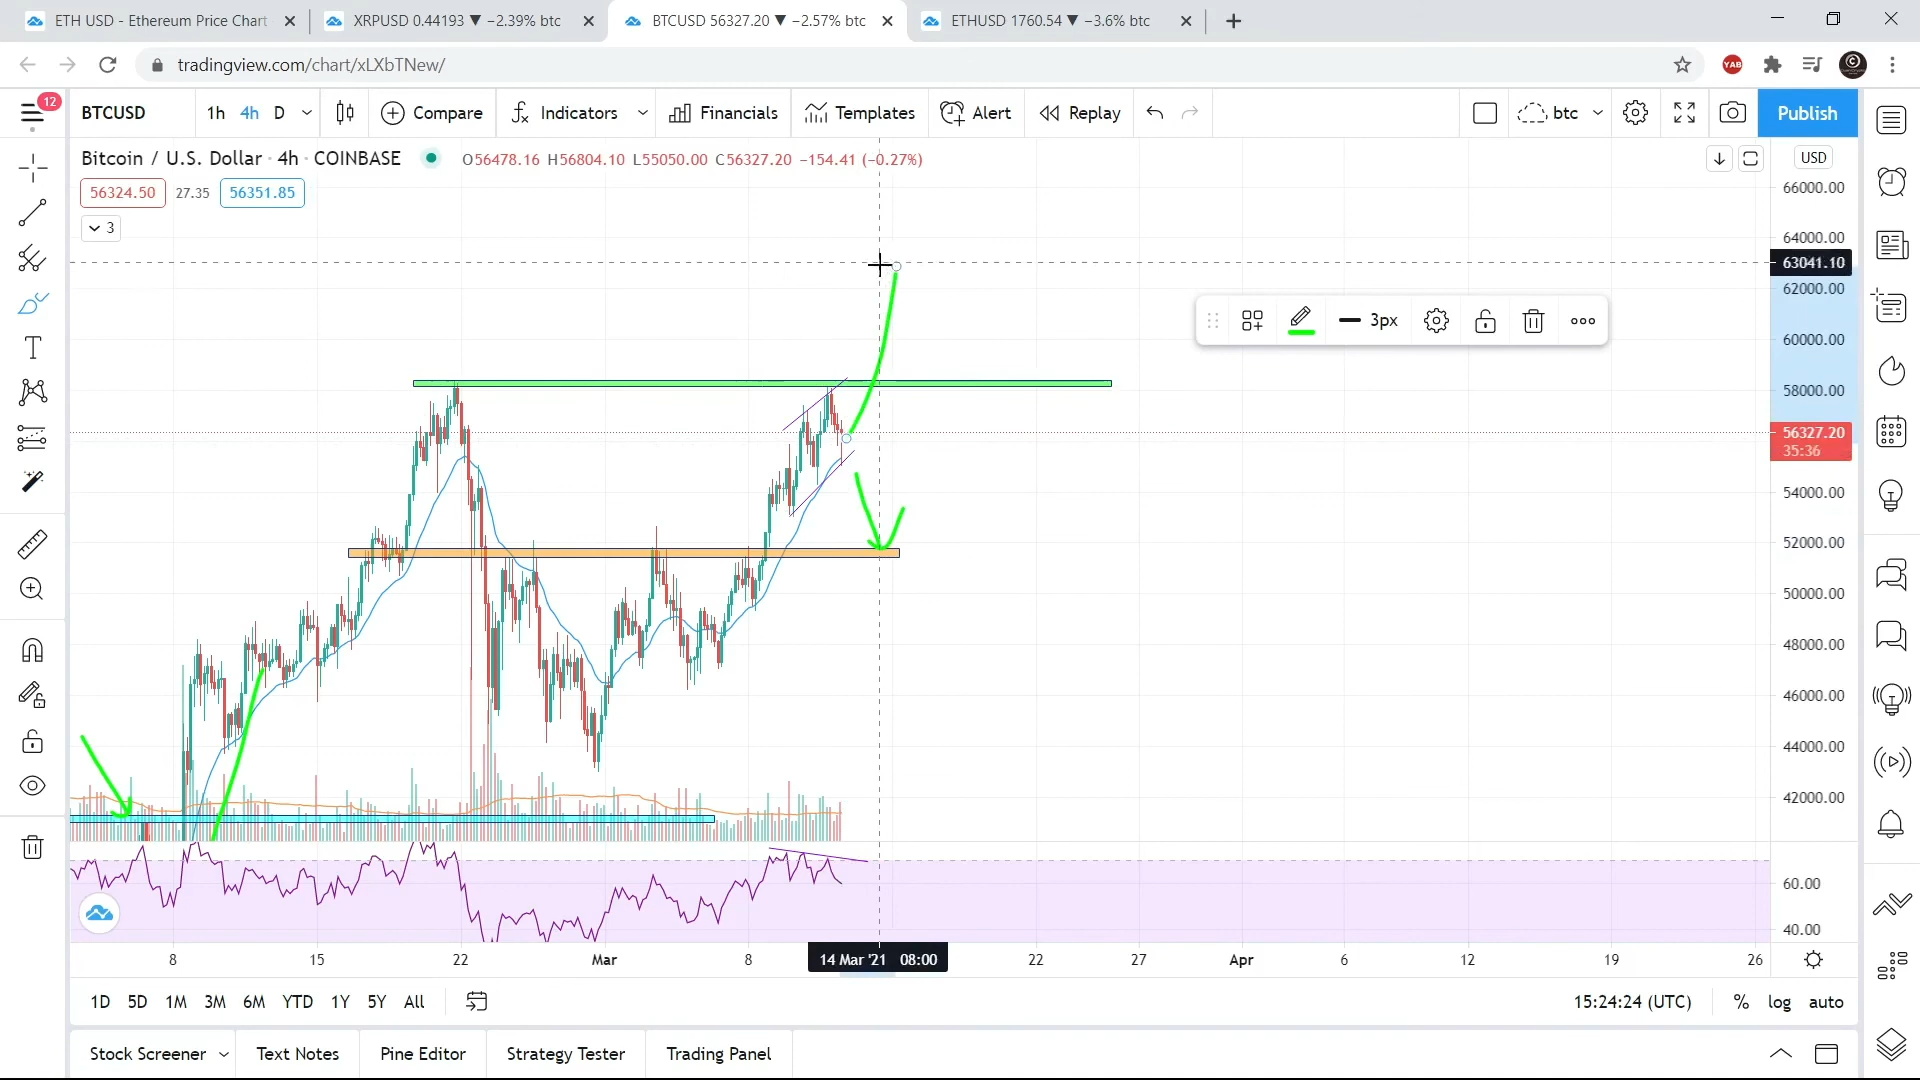 ETH USD - Ethereum Price Chart
XRPUSD 0.44193 ▼ −2.39% btc
BTCUSD 56327.20 ▼ −2.57% btc
ETHUSD 1760.54 ▼ −3.6% btc
tradingview.com/chart/xLXbTNew/
YAB
12
BTCUSD
1h 4h D
Compare
Indicators
Financials
Templates
Alert
Replay
btc
Publish
Bitcoin / U.S. Dollar · 4h · COINBASE
O56478.16 H56804.10 L55050.00 C56327.20 −154.41 (−0.27%)
USD
56324.50 27.35 56351.85
3
66000.00
64000.00
63041.10
62000.00
60000.00
58000.00
56327.20
35:36
54000.00
52000.00
50000.00
48000.00
46000.00
44000.00
42000.00
60.00
40.00
3px
8 15 22 Mar 8 14 Mar '21 08:00 22 27 Apr 6 12 19 26
1D 5D 1M 3M 6M YTD 1Y 5Y All
15:24:24 (UTC) % log auto
Stock Screener Text Notes Pine Editor Strategy Tester Trading Panel